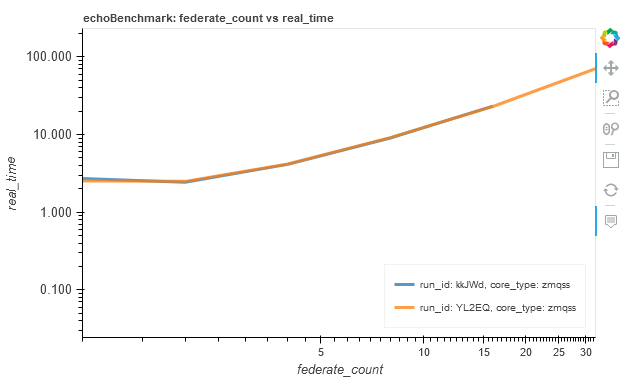 echoBenchmark: federate_count vs real_time
100.000
10.000
1.000
0.100
real_time
run_id: kkJWd, core_type: zmqss
run_id: YL2EQ, core_type: zmqss
5 10 15 20 25 30
federate_count